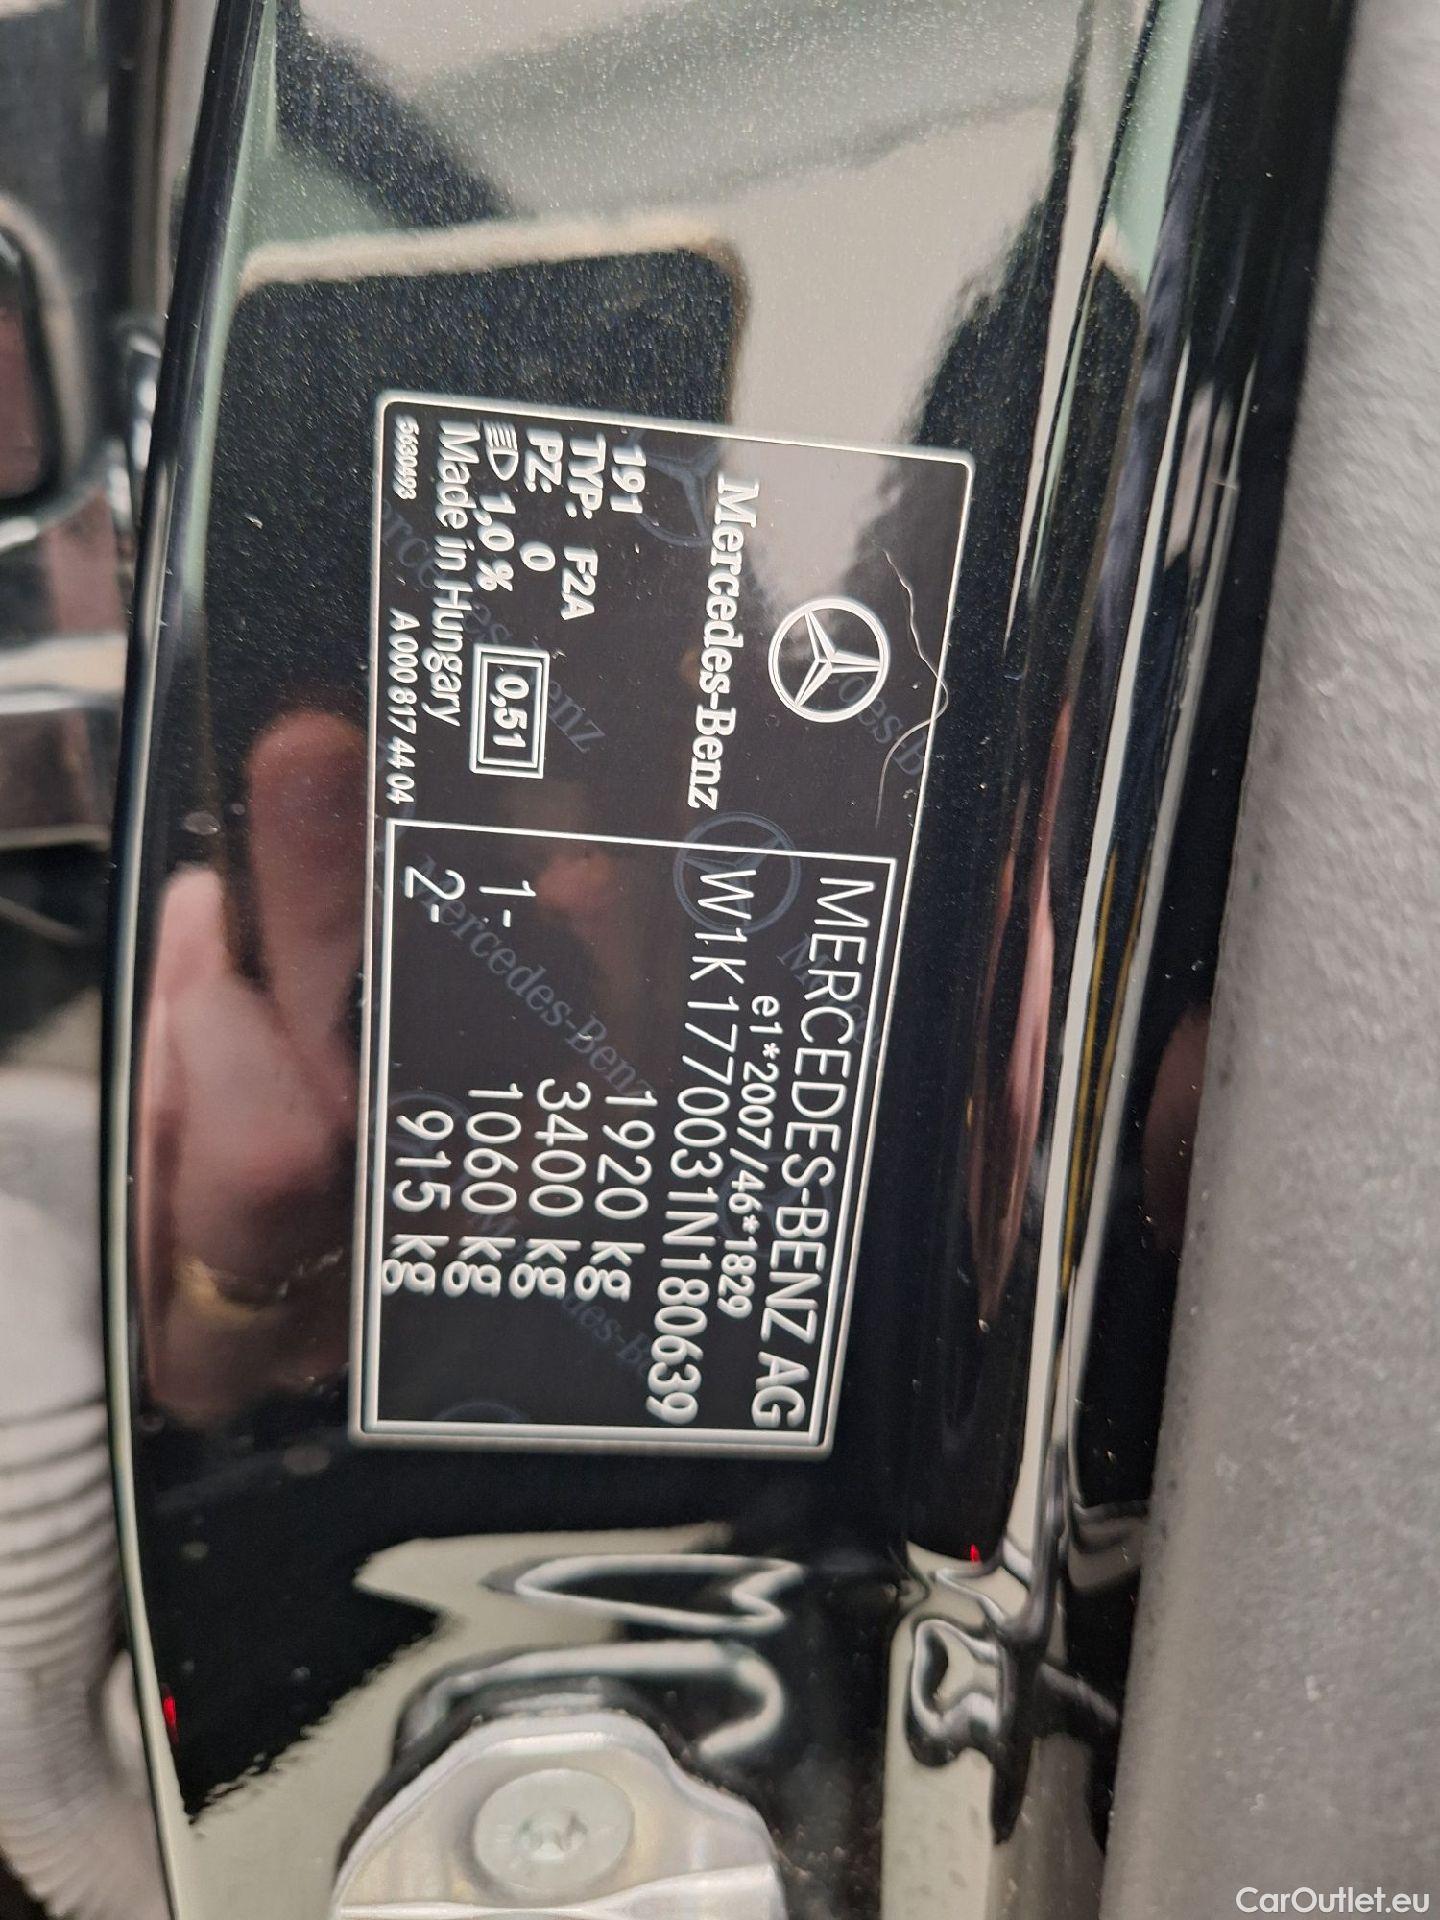 Mercedes-Benz
191
TYP: F2A
PZ: 0
1,0 %
0,51
Made in Hungary
5630493
A 000 817 44 04
MERCEDES-BENZ AG
e1*2007/46*1829
W1K1770031N180639
1920 kg
3400 kg
1- 1060 kg
2- 915 kg
CarOutlet.eu